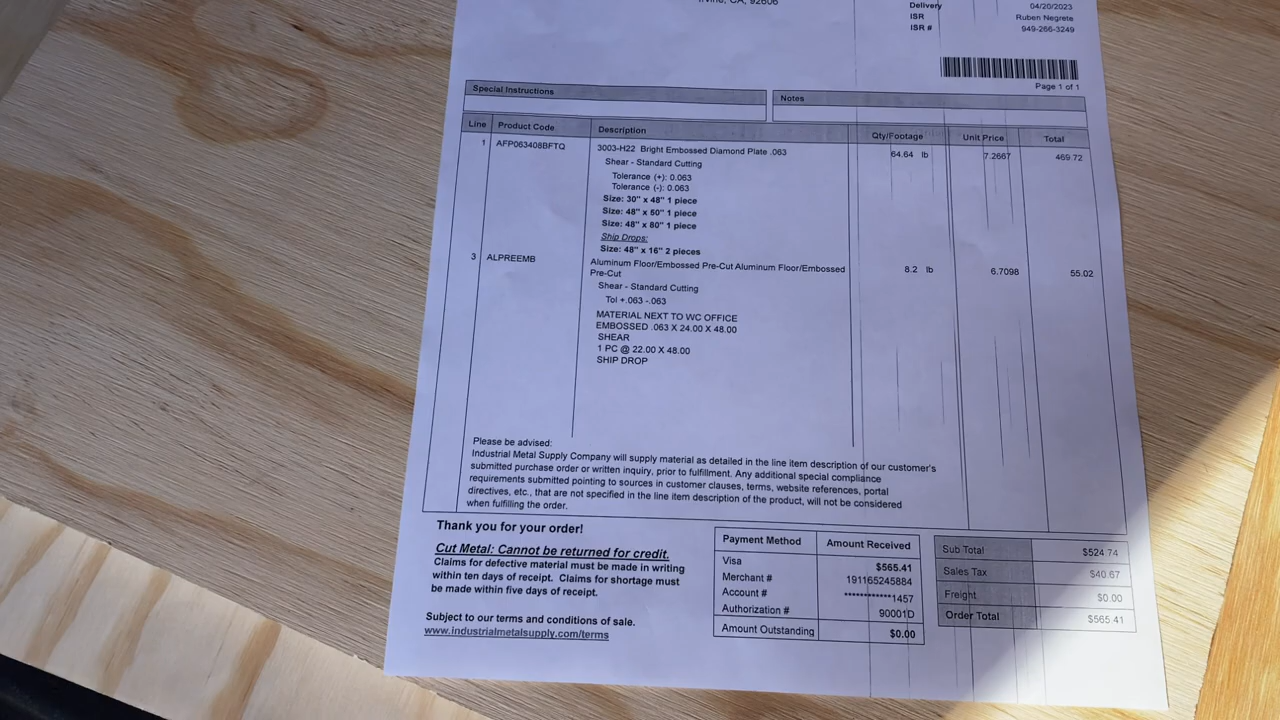 Irvine, CA, 92606
Delivery 04/20/2023
ISR Ruben Negrete
ISR # 949-266-3249
Page 1 of 1
Special Instructions
Notes
Line Product Code Description Qty/Footage Unit Price Total
1 AFP063408BFTQ 3003-H22 Bright Embossed Diamond Plate .063 64.64 lb 7.2667 469.72
Shear - Standard Cutting
Tolerance (+): 0.063
Tolerance (-): 0.063
Size: 30" x 48" 1 piece
Size: 48" x 50" 1 piece
Size: 48" x 80" 1 piece
Ship Drops:
Size: 48" x 16" 2 pieces
3 ALPREEMB Aluminum Floor/Embossed Pre-Cut Aluminum Floor/Embossed 8.2 lb 6.7098 55.02
Pre-Cut
Shear - Standard Cutting
Tol +.063 -.063
MATERIAL NEXT TO WC OFFICE
EMBOSSED .063 X 24.00 X 48.00
SHEAR
1 PC @ 22.00 X 48.00
SHIP DROP
Please be advised:
Industrial Metal Supply Company will supply material as detailed in the line item description of our customer's
submitted purchase order or written inquiry, prior to fulfillment. Any additional special compliance
requirements submitted pointing to sources in customer clauses, terms, website references, portal
directives, etc., that are not specified in the line item description of the product, will not be considered
when fulfilling the order.
Thank you for your order!
Cut Metal: Cannot be returned for credit.
Claims for defective material must be made in writing
within ten days of receipt. Claims for shortage must
be made within five days of receipt.
Subject to our terms and conditions of sale.
www.industrialmetalsupply.com/terms
Payment Method Amount Received
Visa $565.41
Merchant # 191165245884
Account # ************1457
Authorization # 90001D
Amount Outstanding $0.00
Sub Total $524.74
Sales Tax $40.67
Freight $0.00
Order Total $565.41